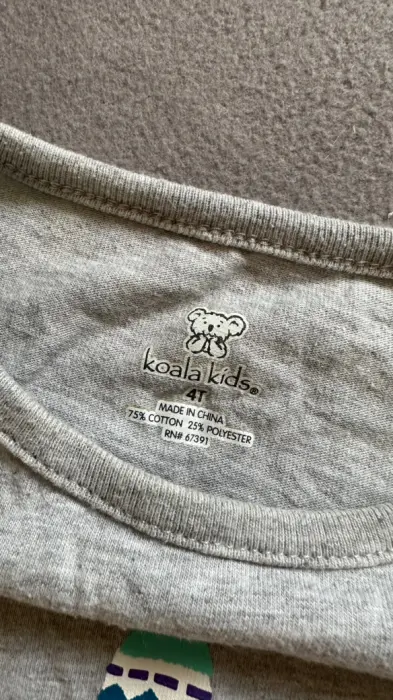 koala kids®
4T
MADE IN CHINA
75% COTTON 25% POLYESTER
RN# 67391